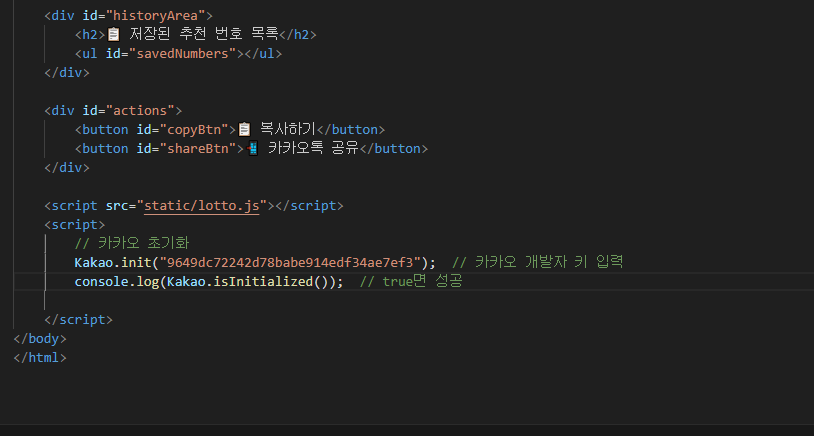 <div id="historyArea">
<h2>📋 저장된 추천 번호 목록</h2>
<ul id="savedNumbers"></ul>
</div>
<div id="actions">
<button id="copyBtn">📋 복사하기</button>
<button id="shareBtn">📲 카카오톡 공유</button>
</div>
<script src="static/lotto.js"></script>
<script>
// 카카오 초기화
Kakao.init("9649dc72242d78babe914edf34ae7ef3");  // 카카오 개발자 키 입력
console.log(Kakao.isInitialized());  // true면 성공
</script>
</body>
</html>